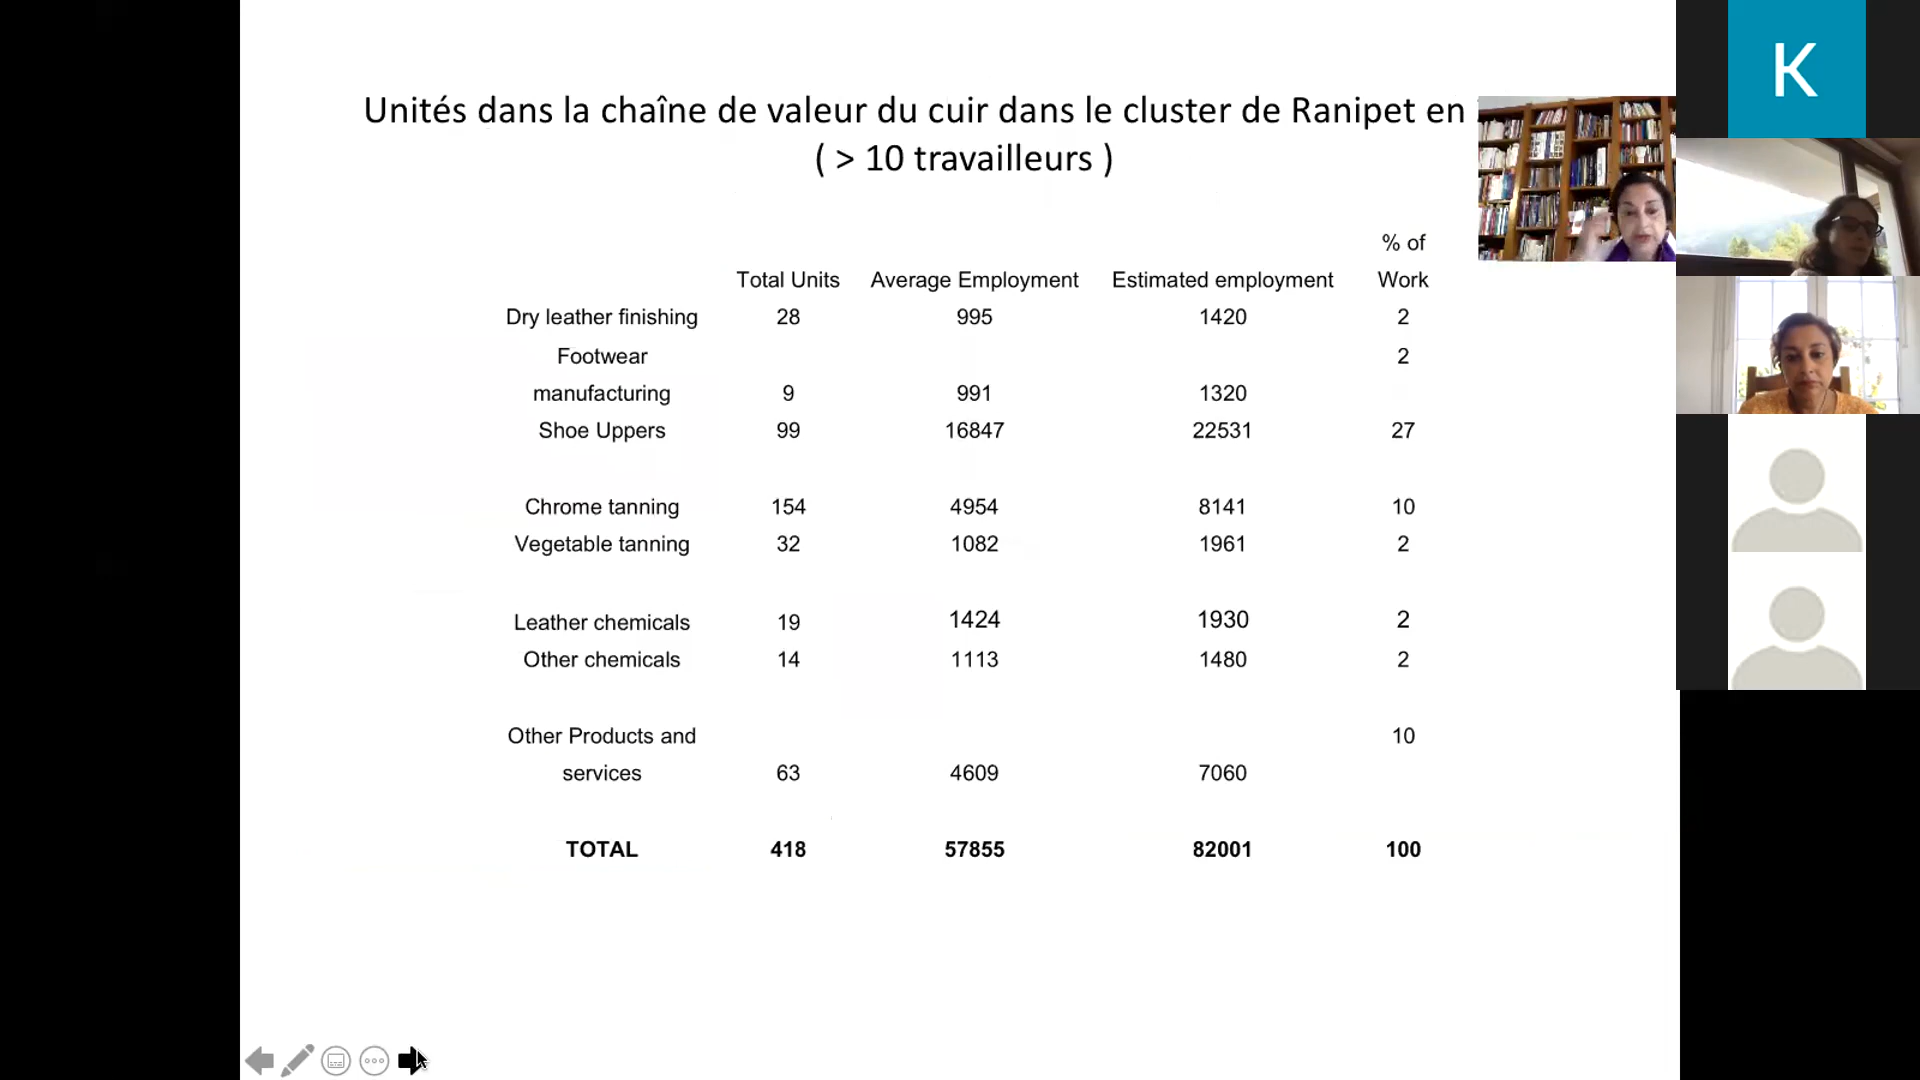 Unités dans la chaîne de valeur du cuir dans le cluster de Ranipet en
( > 10 travailleurs )
% of
Total Units Average Employment Estimated employment Work
Dry leather finishing 28 995 1420 2
Footwear 2
manufacturing 9 991 1320
Shoe Uppers 99 16847 22531 27
Chrome tanning 154 4954 8141 10
Vegetable tanning 32 1082 1961 2
Leather chemicals 19 1424 1930 2
Other chemicals 14 1113 1480 2
Other Products and 10
services 63 4609 7060
TOTAL 418 57855 82001 100
K